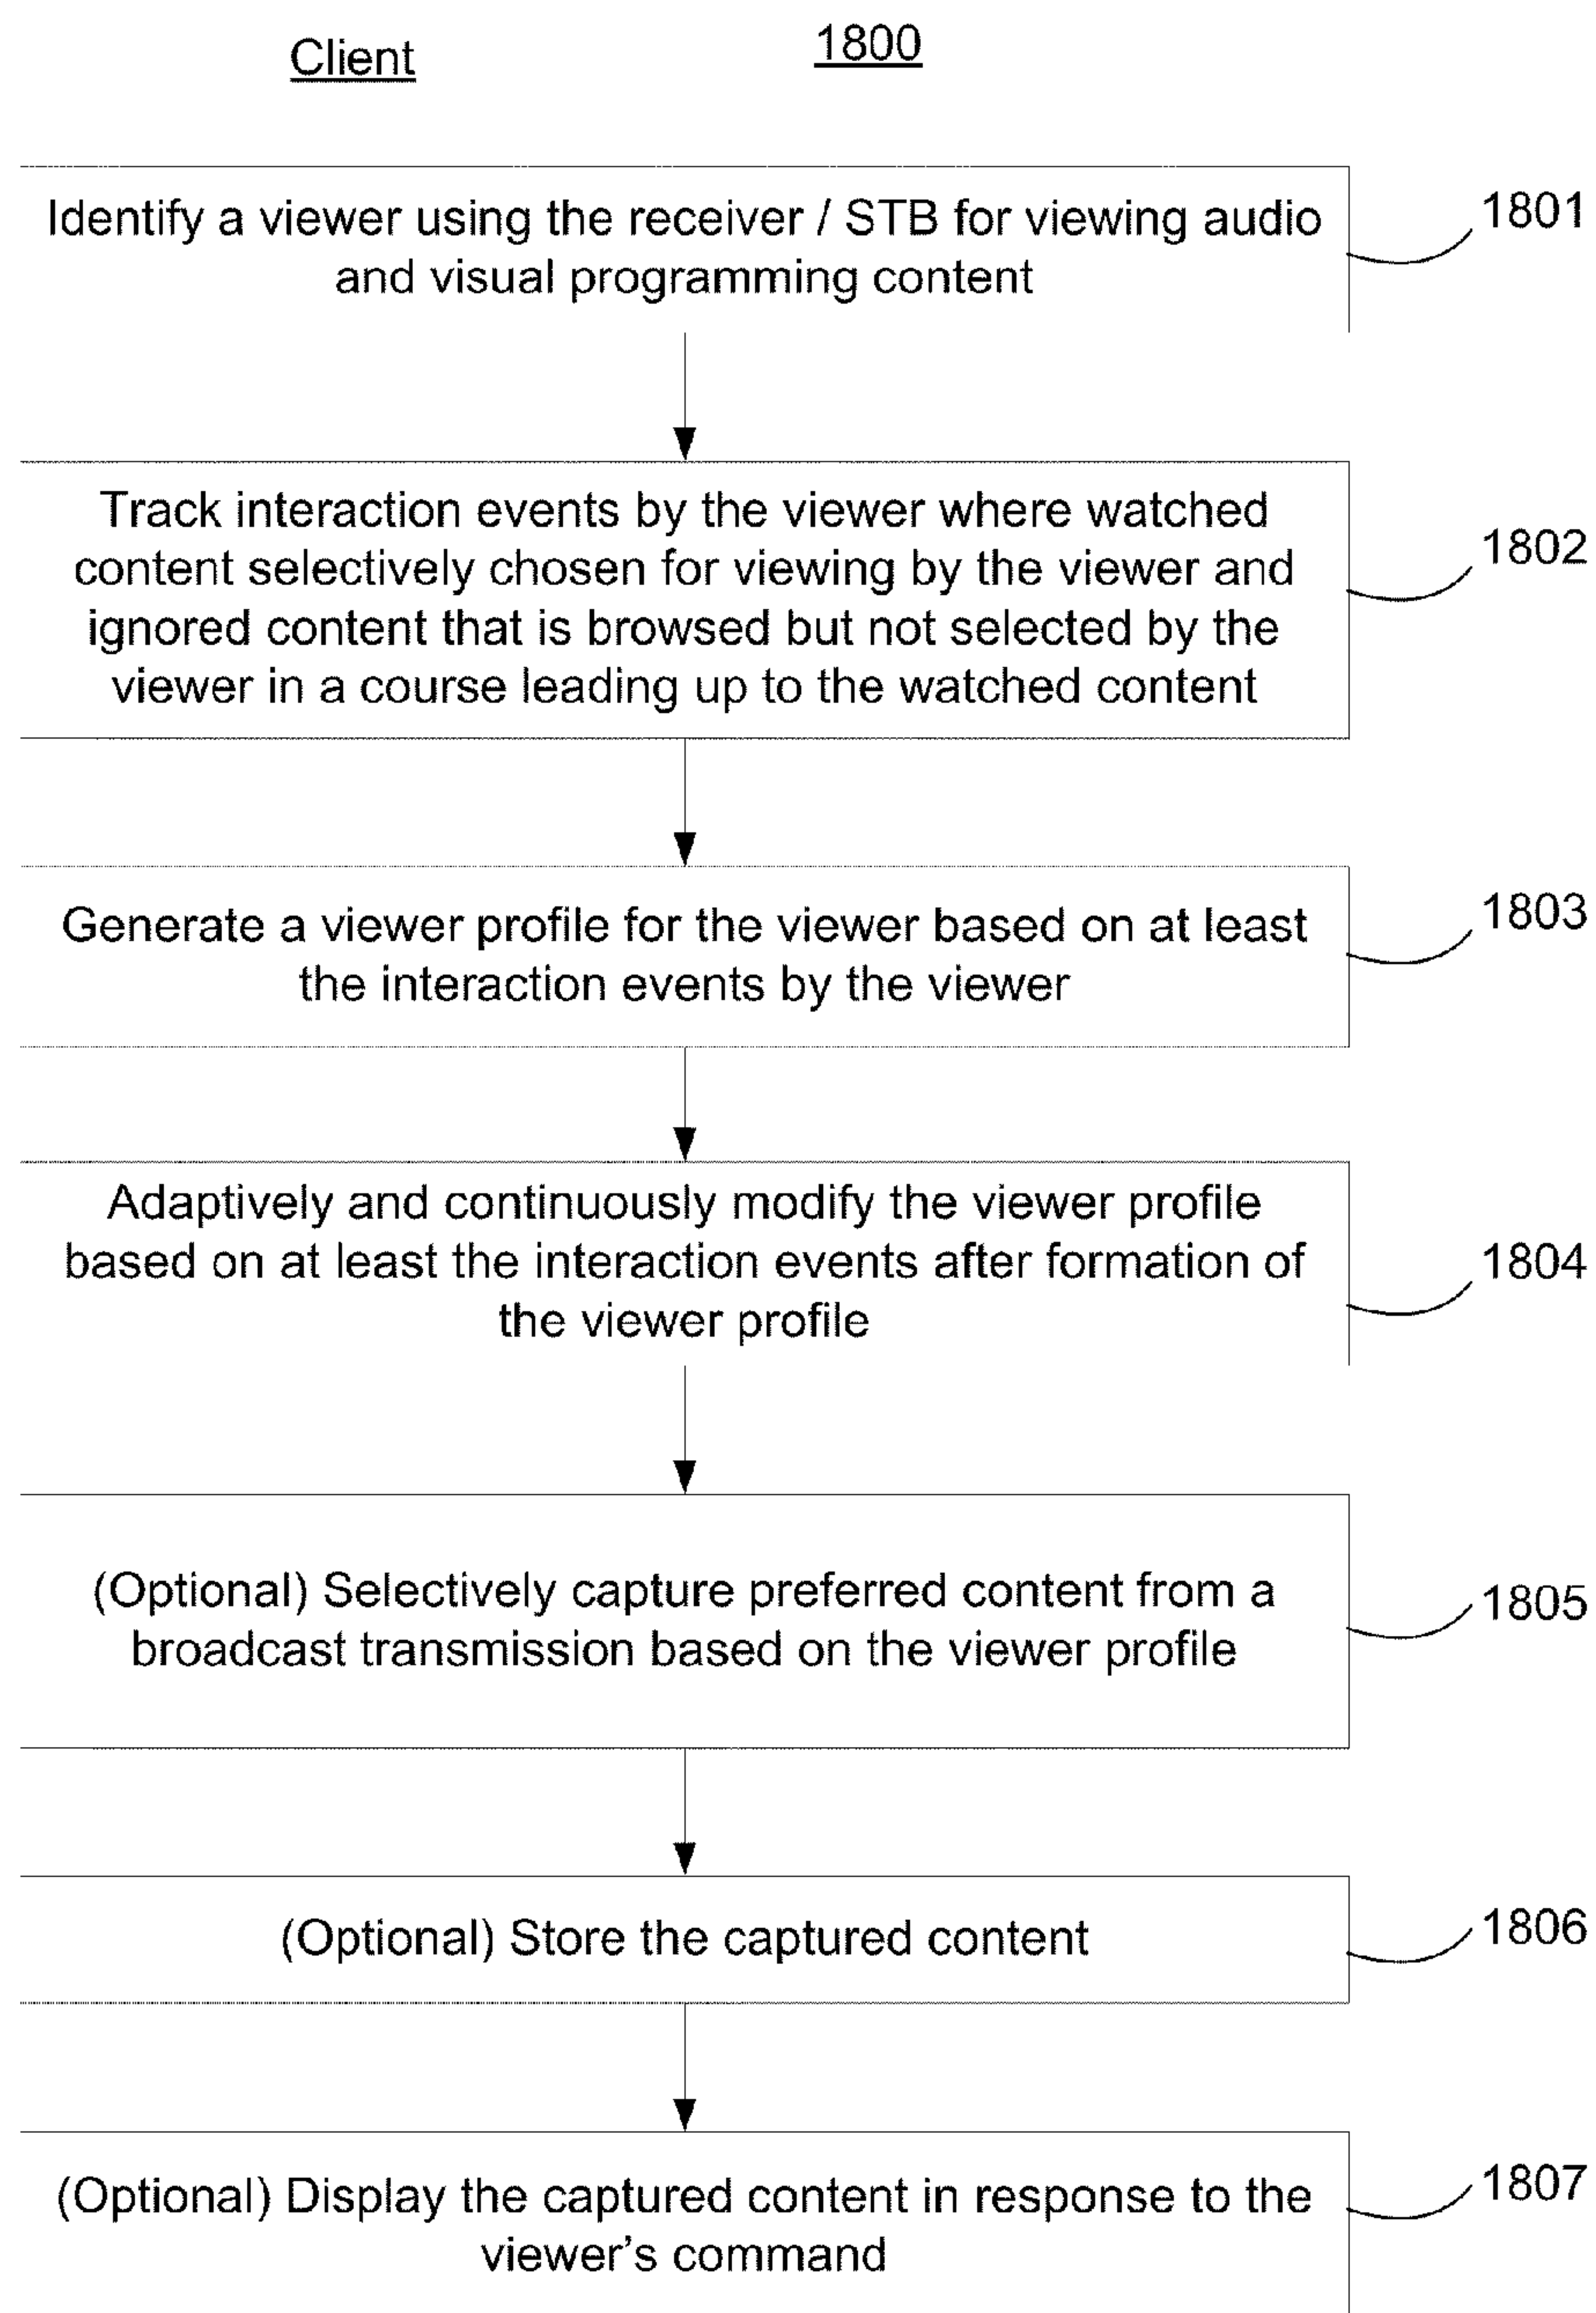 Client
1800
Identify a viewer using the receiver / STB for viewing audio
and visual programming content
1801
Track interaction events by the viewer where watched
content selectively chosen for viewing by the viewer and
ignored content that is browsed but not selected by the
viewer in a course leading up to the watched content
1802
Generate a viewer profile for the viewer based on at least
the interaction events by the viewer
1803
Adaptively and continuously modify the viewer profile
based on at least the interaction events after formation of
the viewer profile
1804
(Optional) Selectively capture preferred content from a
broadcast transmission based on the viewer profile
1805
(Optional) Store the captured content
1806
(Optional) Display the captured content in response to the
viewer’s command
1807